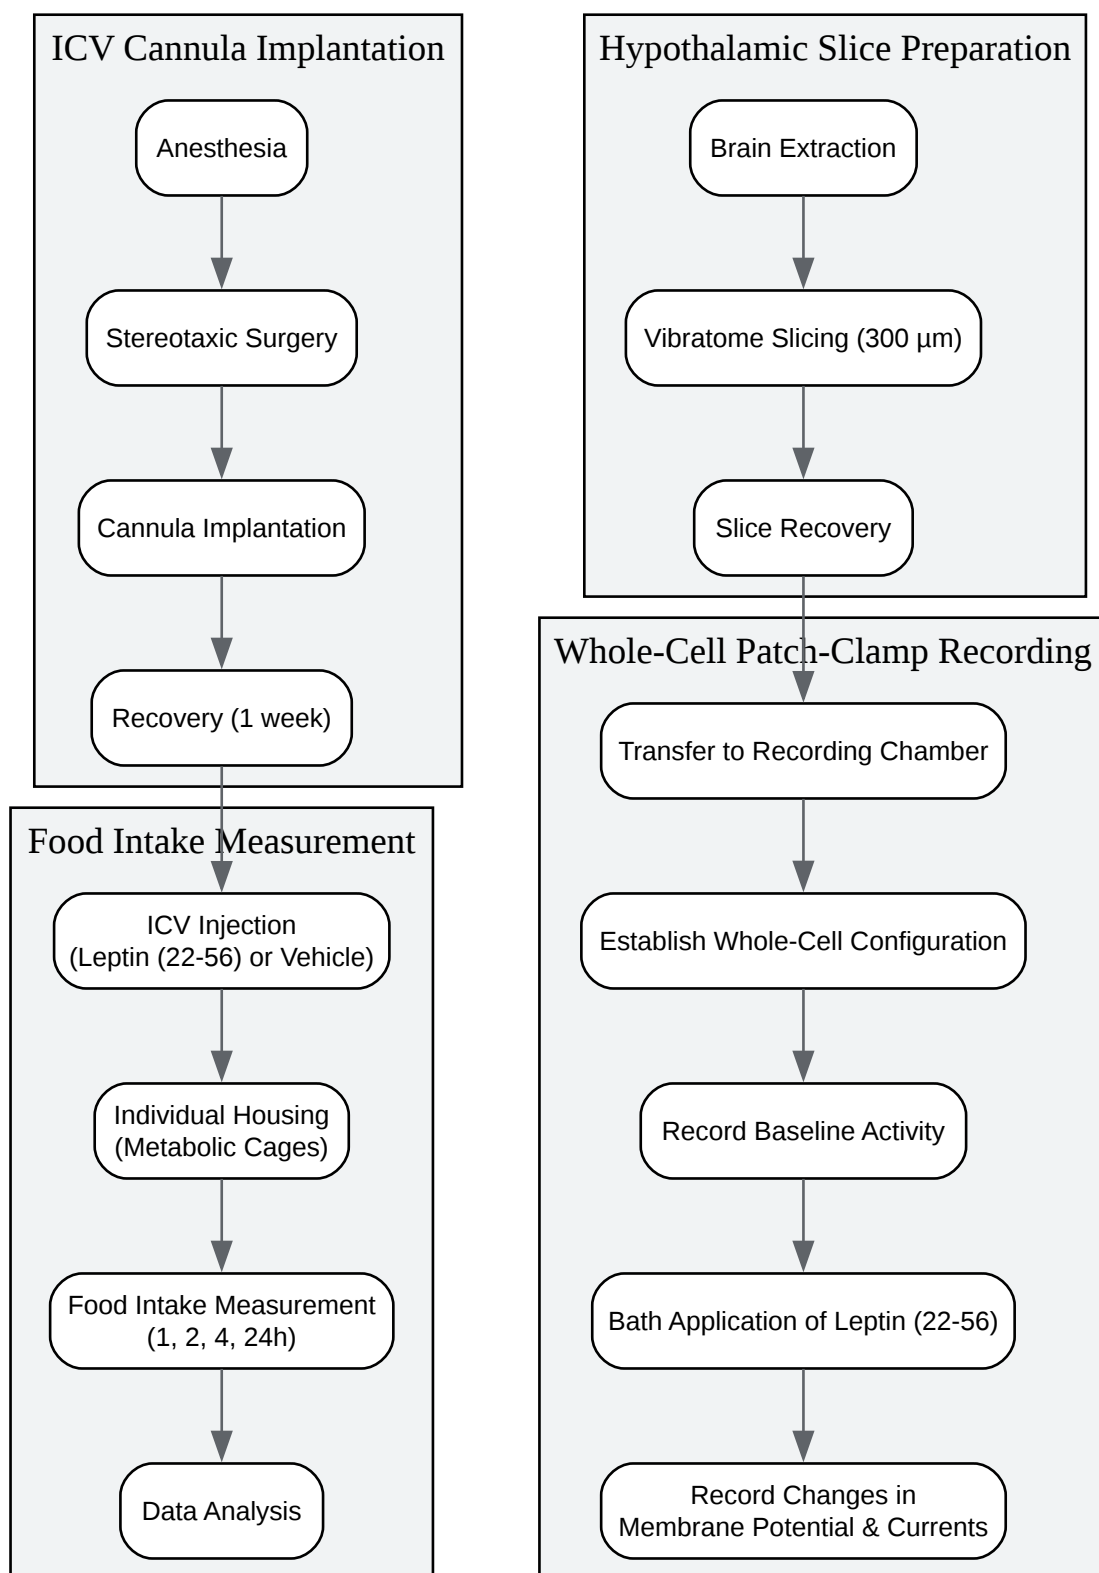 ICV Cannula Implantation
Anesthesia
Stereotaxic Surgery
Cannula Implantation
Recovery (1 week)
Food Intake Measurement
ICV Injection
(Leptin (22-56) or Vehicle)
Individual Housing
(Metabolic Cages)
Food Intake Measurement
(1, 2, 4, 24h)
Data Analysis
Hypothalamic Slice Preparation
Brain Extraction
Vibratome Slicing (300 µm)
Slice Recovery
Whole-Cell Patch-Clamp Recording
Transfer to Recording Chamber
Establish Whole-Cell Configuration
Record Baseline Activity
Bath Application of Leptin (22-56)
Record Changes in
Membrane Potential & Currents